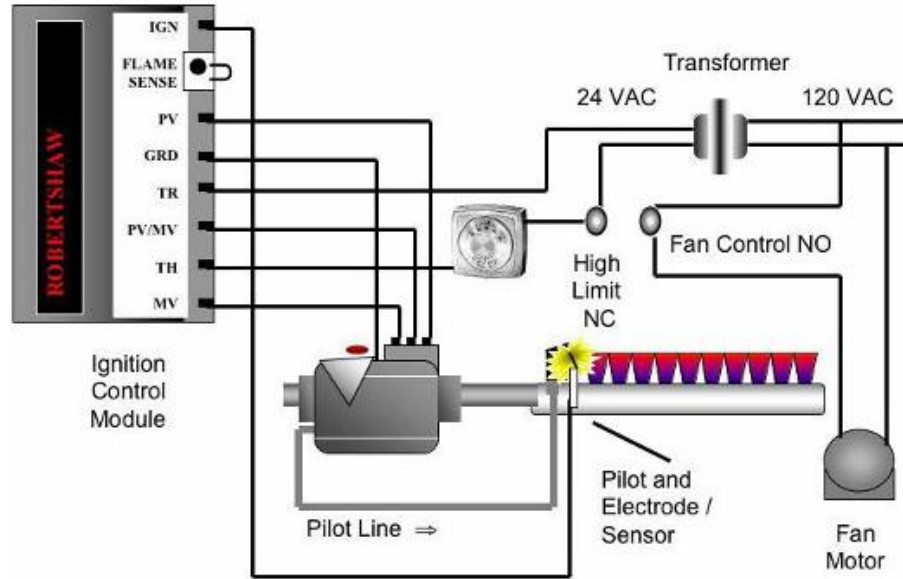 IGN
FLAME
SENSE
PV
GRD
TR
PV/MV
TH
MV
ROBERTSHAW
Ignition
Control
Module
Transformer
24 VAC
120 VAC
Fan Control NO
High
Limit
NC
Pilot Line ⇒
Pilot and
Electrode /
Sensor
Fan
Motor